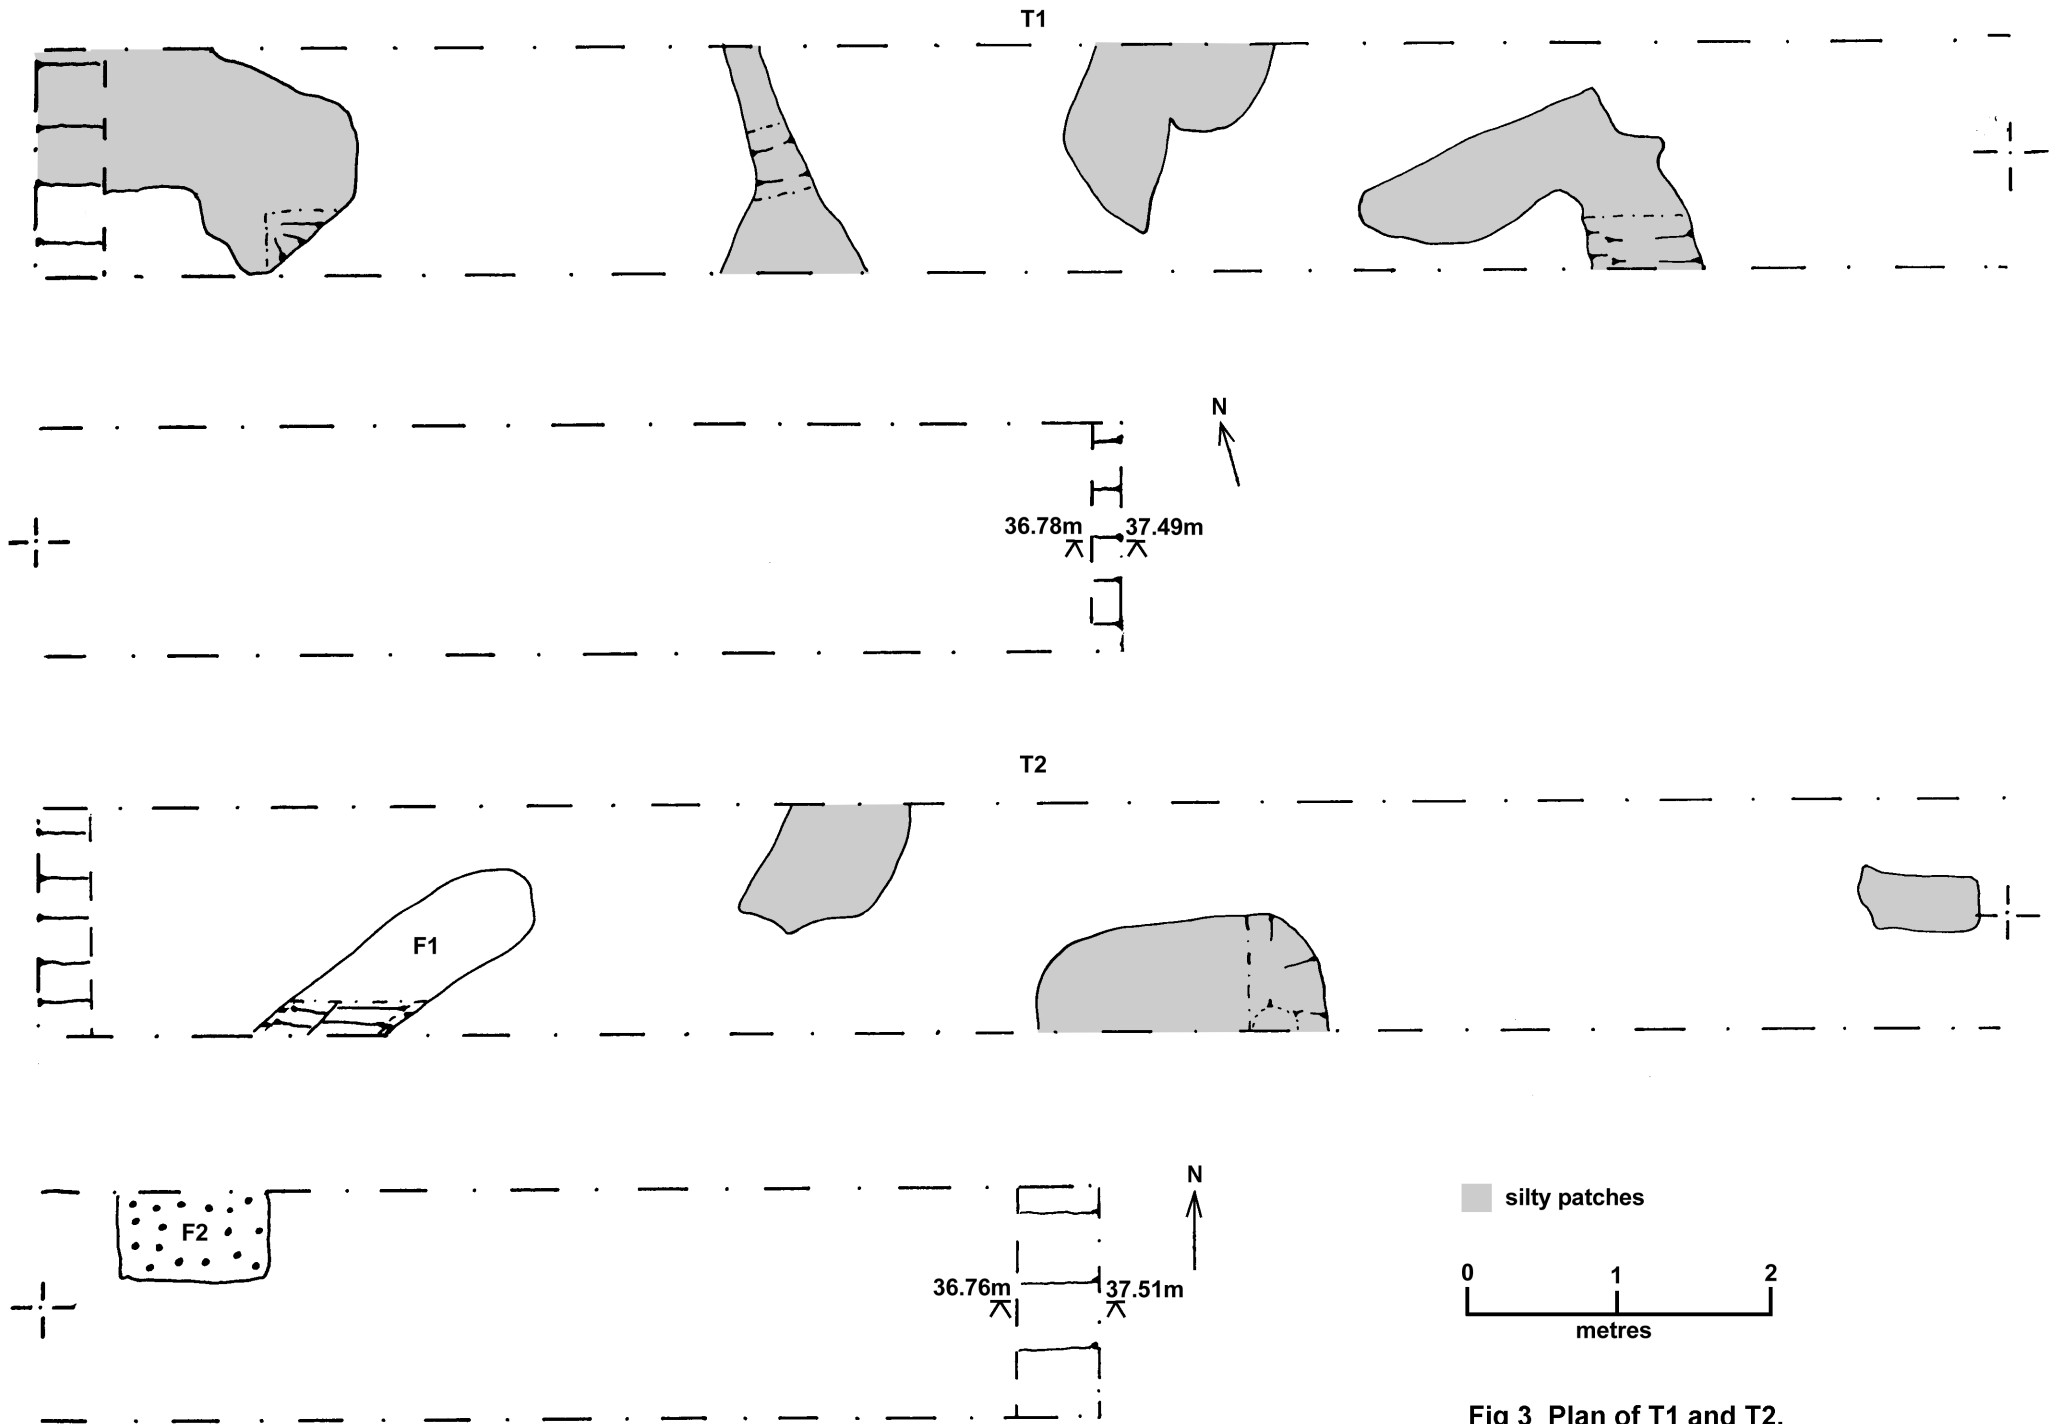 T1
N
36.78m 37.49m
T2
F1
N
F2
silty patches
36.76m 37.51m
0 1 2
metres
Fig 3 Plan of T1 and T2.